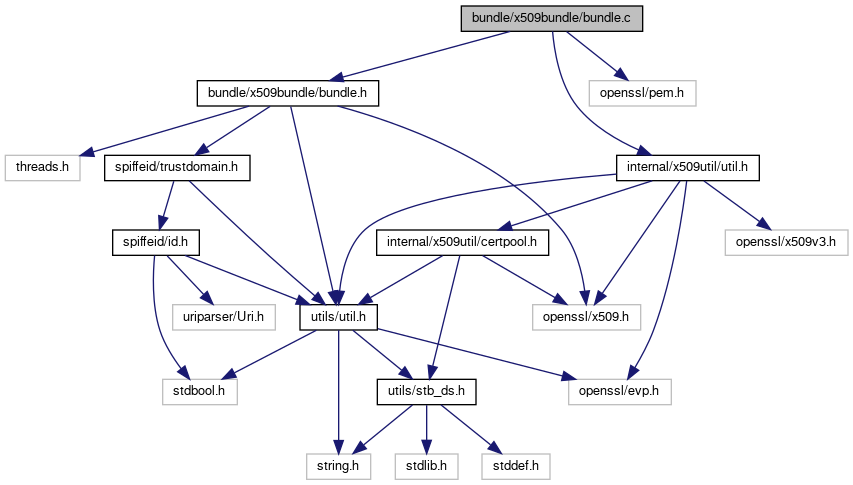 bundle/x509bundle/bundle.c
bundle/x509bundle/bundle.h
openssl/pem.h
threads.h
spiffeid/trustdomain.h
internal/x509util/util.h
spiffeid/id.h
internal/x509util/certpool.h
openssl/x509v3.h
uriparser/Uri.h
utils/util.h
openssl/x509.h
stdbool.h
utils/stb_ds.h
openssl/evp.h
string.h
stdlib.h
stddef.h